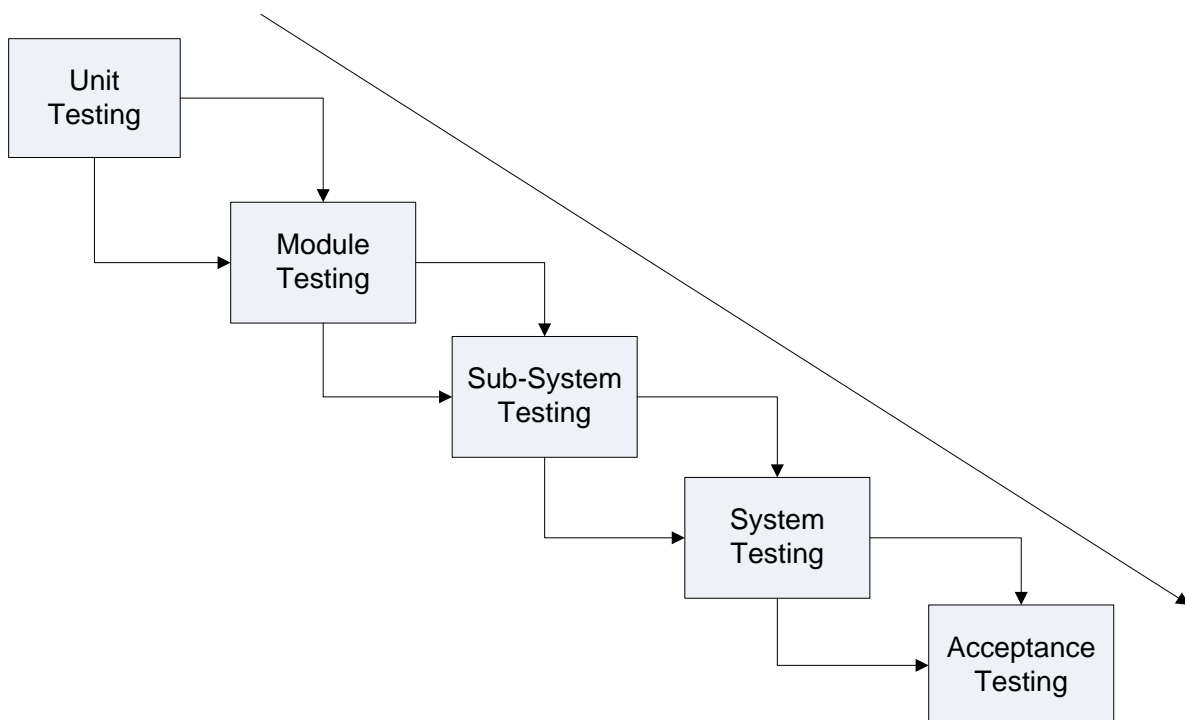 Unit
Testing
Module
Testing
Sub-System
Testing
System
Testing
Acceptance
Testing